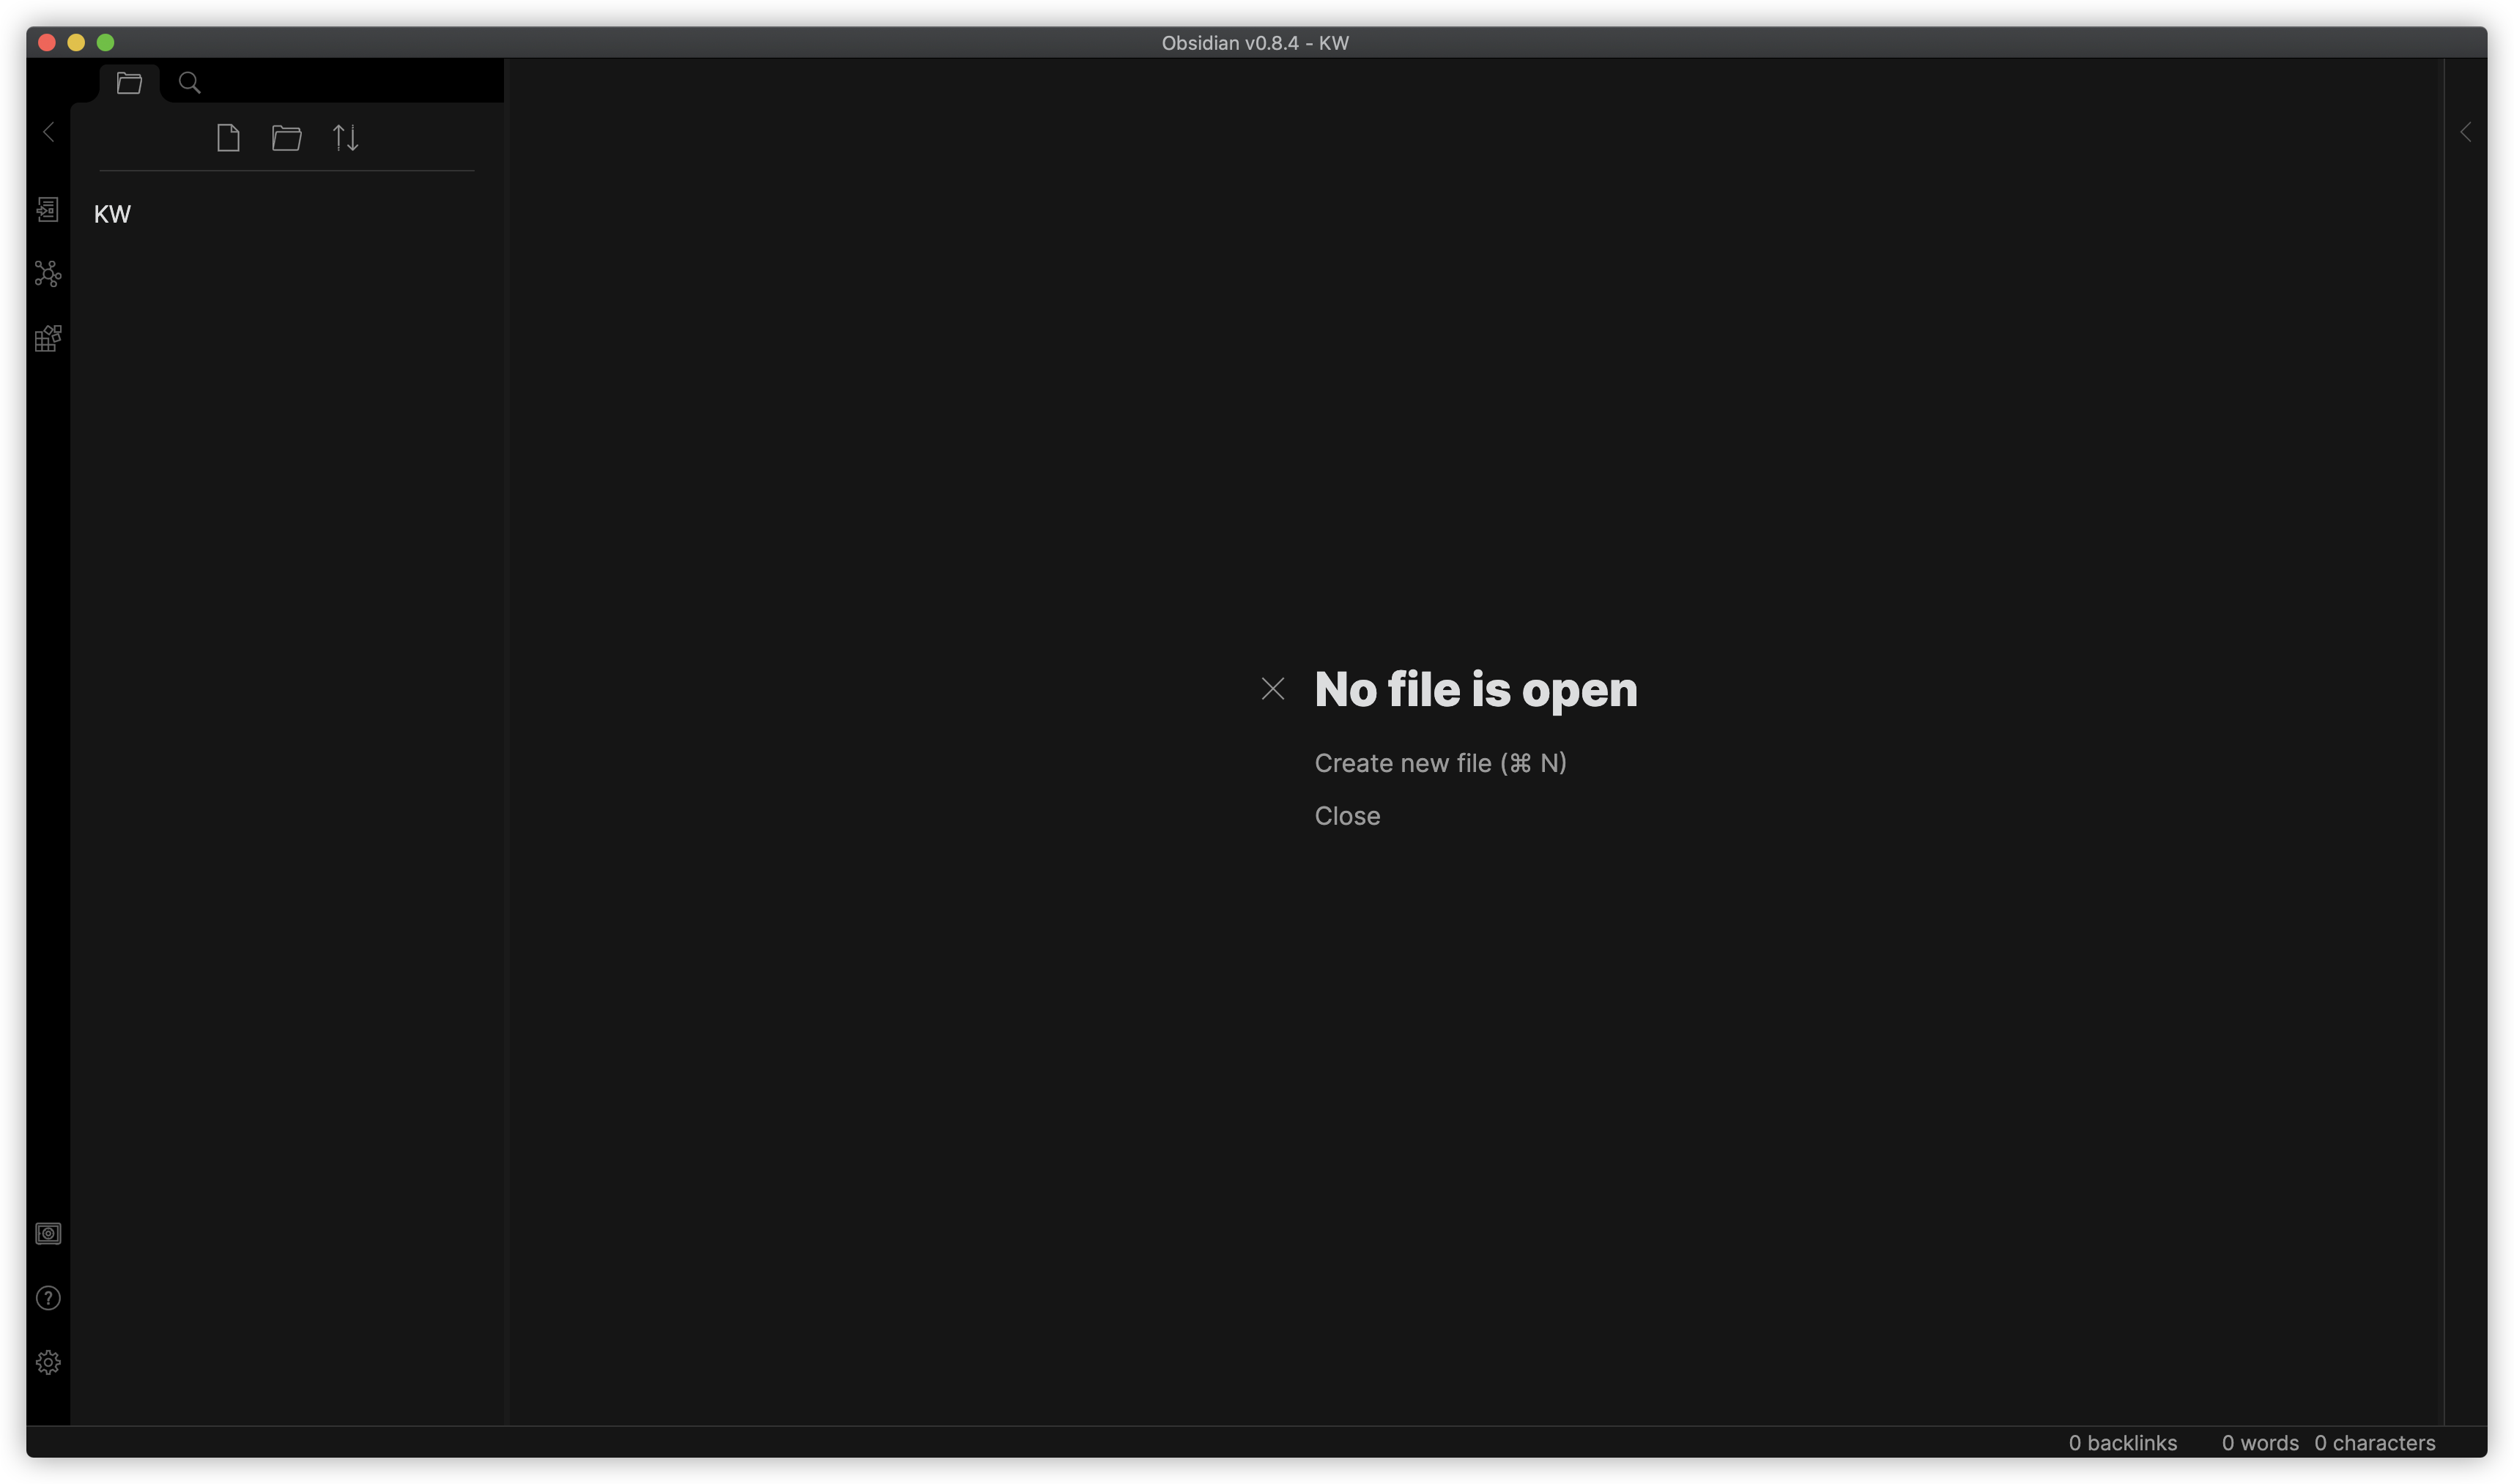 Obsidian v0.8.4 - KW
KW
No file is open
Create new file (⌘ N)
Close
0 backlinks 0 words 0 characters